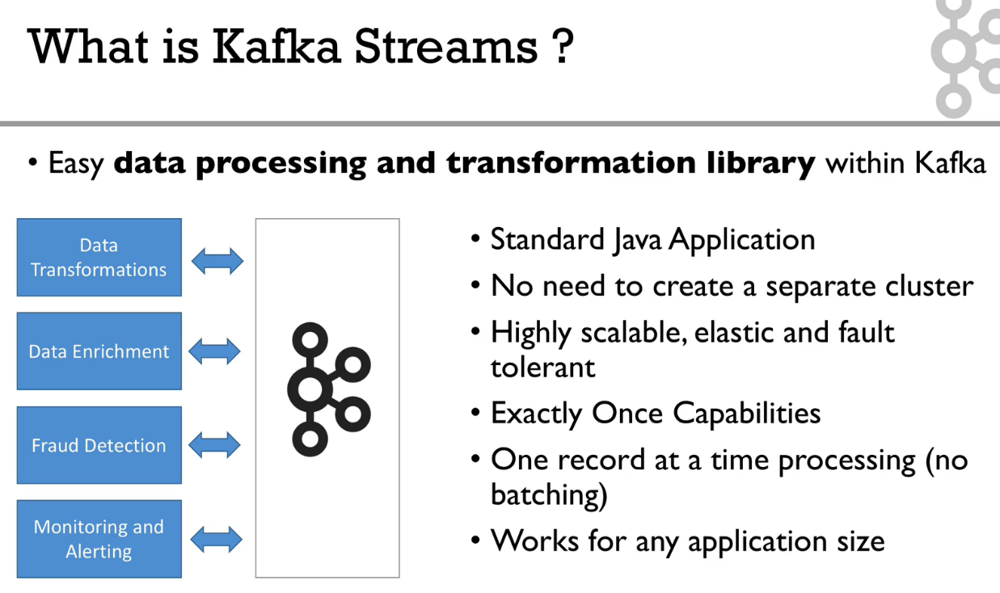 What is Kafka Streams ?
• Easy data processing and transformation library within Kafka
Data
Transformations
Data Enrichment
Fraud Detection
Monitoring and
Alerting
• Standard Java Application
• No need to create a separate cluster
• Highly scalable, elastic and fault
tolerant
• Exactly Once Capabilities
• One record at a time processing (no
batching)
• Works for any application size